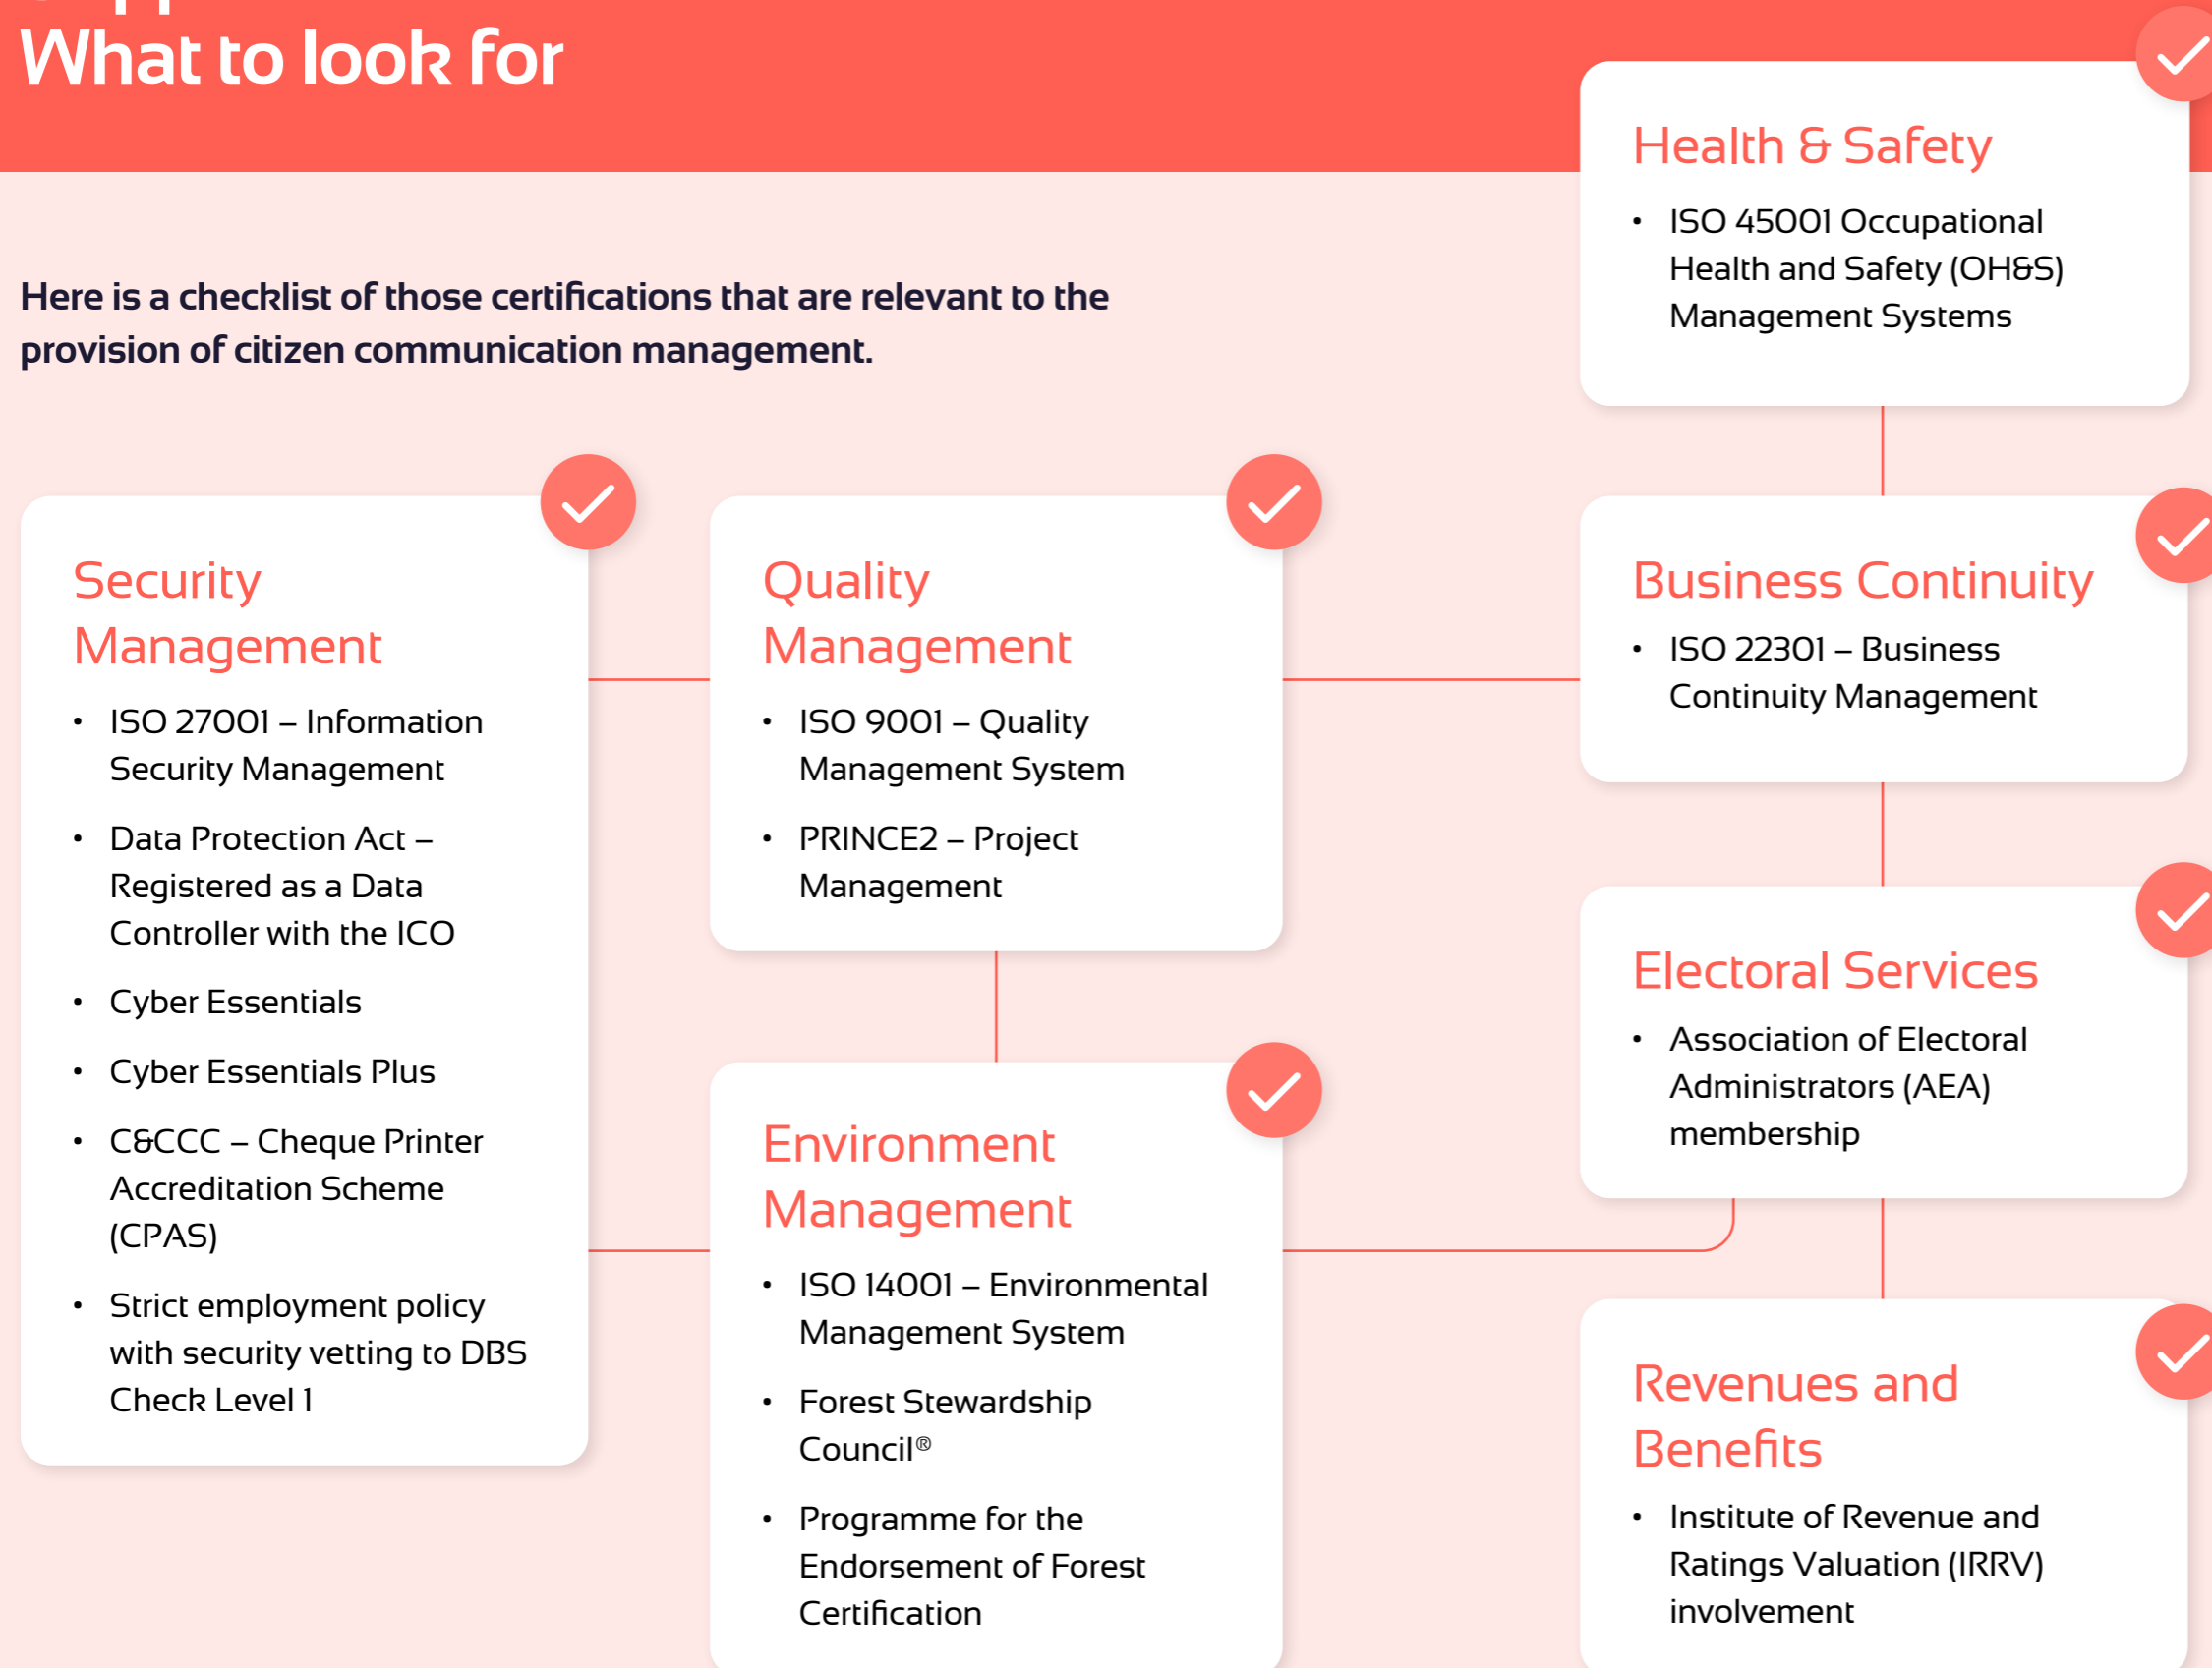 What to look for
Here is a checklist of those certifications that are relevant to the
provision of citizen communication management.
Security
Management
• ISO 27001 – Information
Security Management
• Data Protection Act –
Registered as a Data
Controller with the ICO
• Cyber Essentials
• Cyber Essentials Plus
• C&CCC – Cheque Printer
Accreditation Scheme
(CPAS)
• Strict employment policy
with security vetting to DBS
Check Level 1
Quality
Management
• ISO 9001 – Quality
Management System
• PRINCE2 – Project
Management
Environment
Management
• ISO 14001 – Environmental
Management System
• Forest Stewardship
Council®
• Programme for the
Endorsement of Forest
Certification
Health & Safety
• ISO 45001 Occupational
Health and Safety (OH&S)
Management Systems
Business Continuity
• ISO 22301 – Business
Continuity Management
Electoral Services
• Association of Electoral
Administrators (AEA)
membership
Revenues and
Benefits
• Institute of Revenue and
Ratings Valuation (IRRV)
involvement